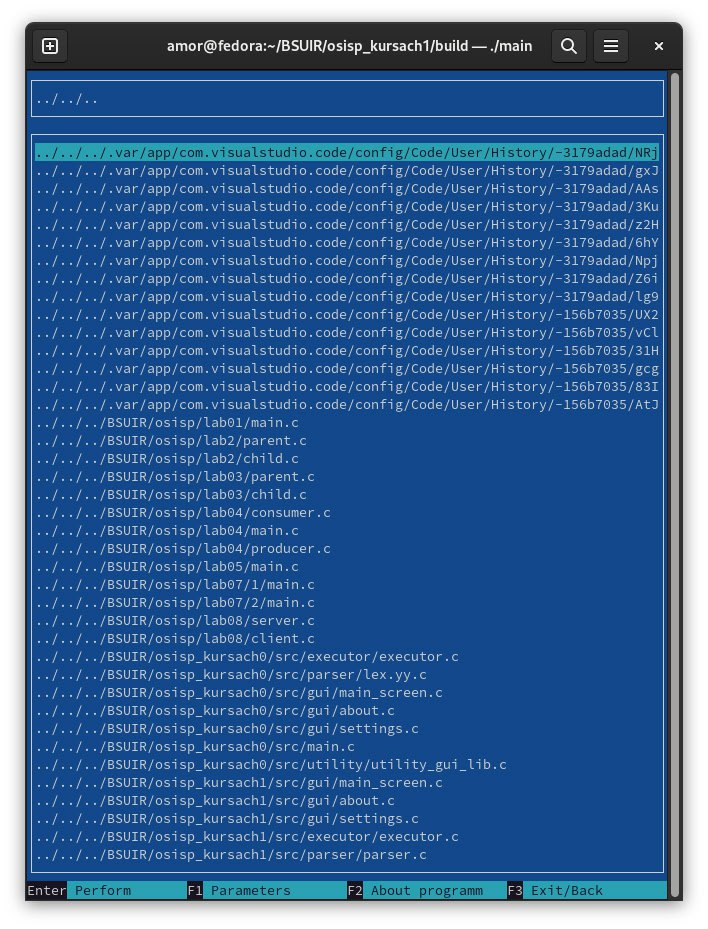 amor@fedora:~/BSUIR/osisp_kursach1/build — ./main
../../..
../../../.var/app/com.visualstudio.code/config/Code/User/History/-3179adad/NRj
../../../.var/app/com.visualstudio.code/config/Code/User/History/-3179adad/gxJ
../../../.var/app/com.visualstudio.code/config/Code/User/History/-3179adad/AAs
../../../.var/app/com.visualstudio.code/config/Code/User/History/-3179adad/3Ku
../../../.var/app/com.visualstudio.code/config/Code/User/History/-3179adad/z2H
../../../.var/app/com.visualstudio.code/config/Code/User/History/-3179adad/6hY
../../../.var/app/com.visualstudio.code/config/Code/User/History/-3179adad/Npj
../../../.var/app/com.visualstudio.code/config/Code/User/History/-3179adad/Z6i
../../../.var/app/com.visualstudio.code/config/Code/User/History/-3179adad/lg9
../../../.var/app/com.visualstudio.code/config/Code/User/History/-156b7035/UX2
../../../.var/app/com.visualstudio.code/config/Code/User/History/-156b7035/vCl
../../../.var/app/com.visualstudio.code/config/Code/User/History/-156b7035/31H
../../../.var/app/com.visualstudio.code/config/Code/User/History/-156b7035/gcg
../../../.var/app/com.visualstudio.code/config/Code/User/History/-156b7035/83I
../../../.var/app/com.visualstudio.code/config/Code/User/History/-156b7035/AtJ
../../../BSUIR/osisp/lab01/main.c
../../../BSUIR/osisp/lab2/parent.c
../../../BSUIR/osisp/lab2/child.c
../../../BSUIR/osisp/lab03/parent.c
../../../BSUIR/osisp/lab03/child.c
../../../BSUIR/osisp/lab04/consumer.c
../../../BSUIR/osisp/lab04/main.c
../../../BSUIR/osisp/lab04/producer.c
../../../BSUIR/osisp/lab05/main.c
../../../BSUIR/osisp/lab07/1/main.c
../../../BSUIR/osisp/lab07/2/main.c
../../../BSUIR/osisp/lab08/server.c
../../../BSUIR/osisp/lab08/client.c
../../../BSUIR/osisp_kursach0/src/executor/executor.c
../../../BSUIR/osisp_kursach0/src/parser/lex.yy.c
../../../BSUIR/osisp_kursach0/src/gui/main_screen.c
../../../BSUIR/osisp_kursach0/src/gui/about.c
../../../BSUIR/osisp_kursach0/src/gui/settings.c
../../../BSUIR/osisp_kursach0/src/main.c
../../../BSUIR/osisp_kursach0/src/utility/utility_gui_lib.c
../../../BSUIR/osisp_kursach1/src/gui/main_screen.c
../../../BSUIR/osisp_kursach1/src/gui/about.c
../../../BSUIR/osisp_kursach1/src/gui/settings.c
../../../BSUIR/osisp_kursach1/src/executor/executor.c
../../../BSUIR/osisp_kursach1/src/parser/parser.c
Enter Perform F1 Parameters F2 About programm F3 Exit/Back